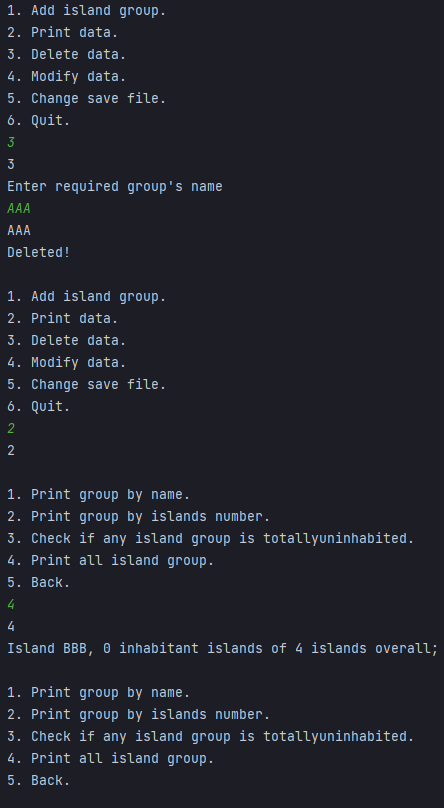 1. Add island group.
2. Print data.
3. Delete data.
4. Modify data.
5. Change save file.
6. Quit.
3
3
Enter required group's name
AAA
AAA
Deleted!
1. Add island group.
2. Print data.
3. Delete data.
4. Modify data.
5. Change save file.
6. Quit.
2
2
1. Print group by name.
2. Print group by islands number.
3. Check if any island group is totallyuninhabited.
4. Print all island group.
5. Back.
4
4
Island BBB, 0 inhabitant islands of 4 islands overall;
1. Print group by name.
2. Print group by islands number.
3. Check if any island group is totallyuninhabited.
4. Print all island group.
5. Back.